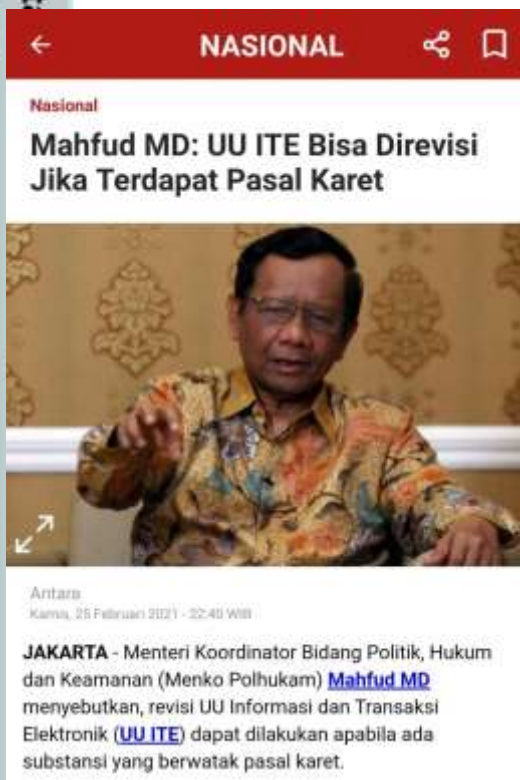 NASIONAL
Nasional
Mahfud MD: UU ITE Bisa Direvisi
Jika Terdapat Pasal Karet
Antara
Kamis, 25 Februari 2021 - 22:40 WIB
JAKARTA - Menteri Koordinator Bidang Politik, Hukum
dan Keamanan (Menko Polhukam) Mahfud MD
menyebutkan, revisi UU Informasi dan Transaksi
Elektronik (UU ITE) dapat dilakukan apabila ada
substansi yang berwatak pasal karet.